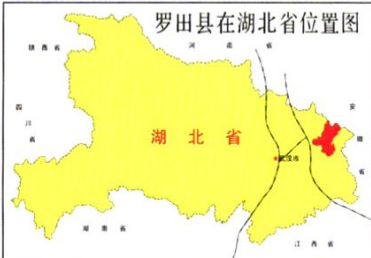 罗田县在湖北省位置图
陕西省
河南省
四川省
安徽省
湖北省
武汉市
湖南省
江西省